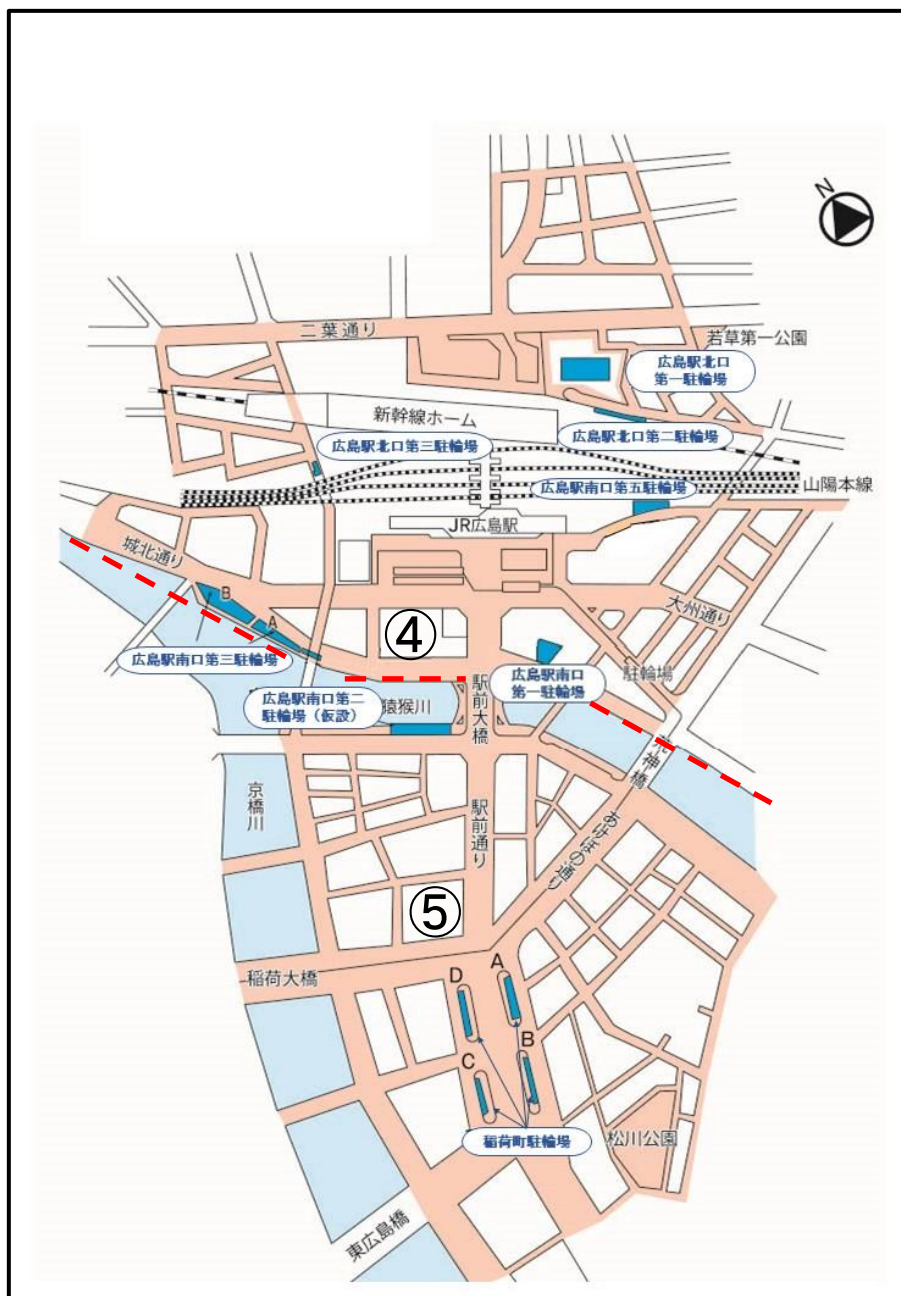 N
二葉通り
若草第一公園
広島駅北口
第一駐輪場
新幹線ホーム
広島駅北口第二駐輪場
広島駅北口第三駐輪場
広島駅南口第五駐輪場
山陽本線
JR広島駅
城北通り
B
A
大州通り
④
広島駅南口第三駐輪場
広島駅南口
第一駐輪場
駐輪場
広島駅南口第二
駐輪場（仮設）
猿猴川
駅前大橋
荒神橋
京橋川
駅前通り
あけぼの通り
⑤
稲荷大橋
D
A
B
C
稲荷町駐輪場
松川公園
東広島橋